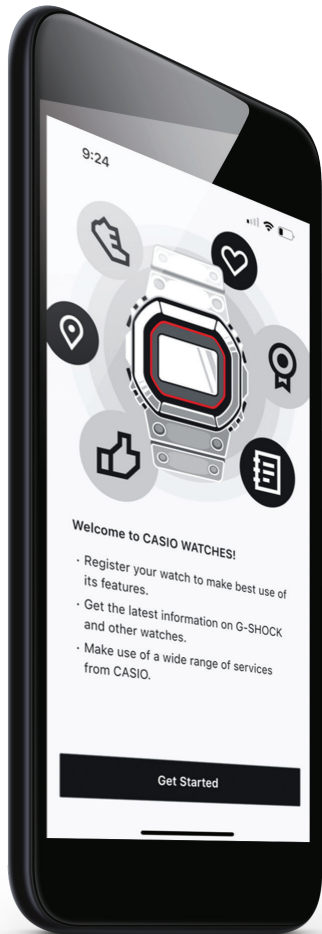 9:24
Welcome to CASIO WATCHES!
· Register your watch to make best use of
its features.
· Get the latest information on G-SHOCK
and other watches.
· Make use of a wide range of services
from CASIO.
Get Started